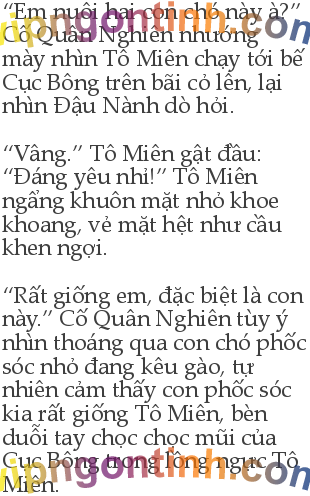 “Em nuôi hai con chó này à?”
Cố Quân Nghiên nhướng
mày nhìn Tô Miên chạy tới bế
Cục Bông trên bãi cỏ lên, lại
nhìn Đậu Nành dò hỏi.
“Vâng.” Tô Miên gật đầu:
“Đáng yêu nhỉ!” Tô Miên
ngẩng khuôn mặt nhỏ khoe
khoang, vẻ mặt hệt như cầu
khen ngợi.
“Rất giống em, đặc biệt là con
này.” Cố Quân Nghiên tùy ý
nhìn thoáng qua con chó phốc
sóc nhỏ đang kêu gào, tự
nhiên cảm thấy con phốc sóc
kia rất giống Tô Miên, bèn
duỗi tay chọc chọc mũi của
Cục Bông trong lồng ngực Tô
Miên.